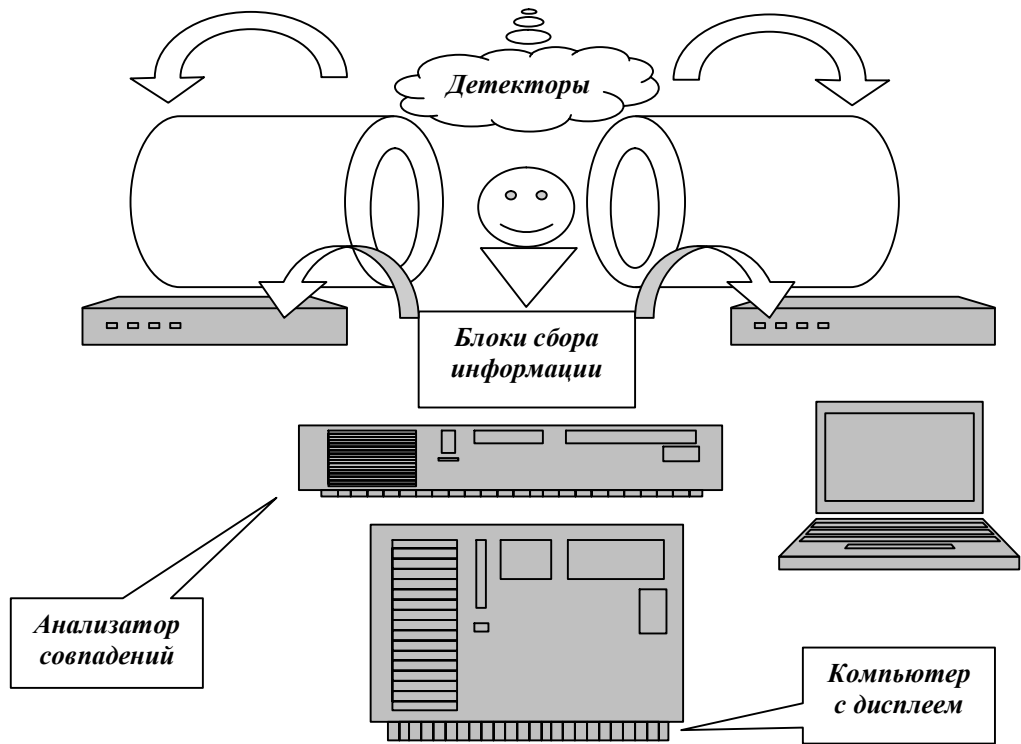 Детекторы
Блоки сбора
информации
Анализатор
совпадений
Компьютер
с дисплеем